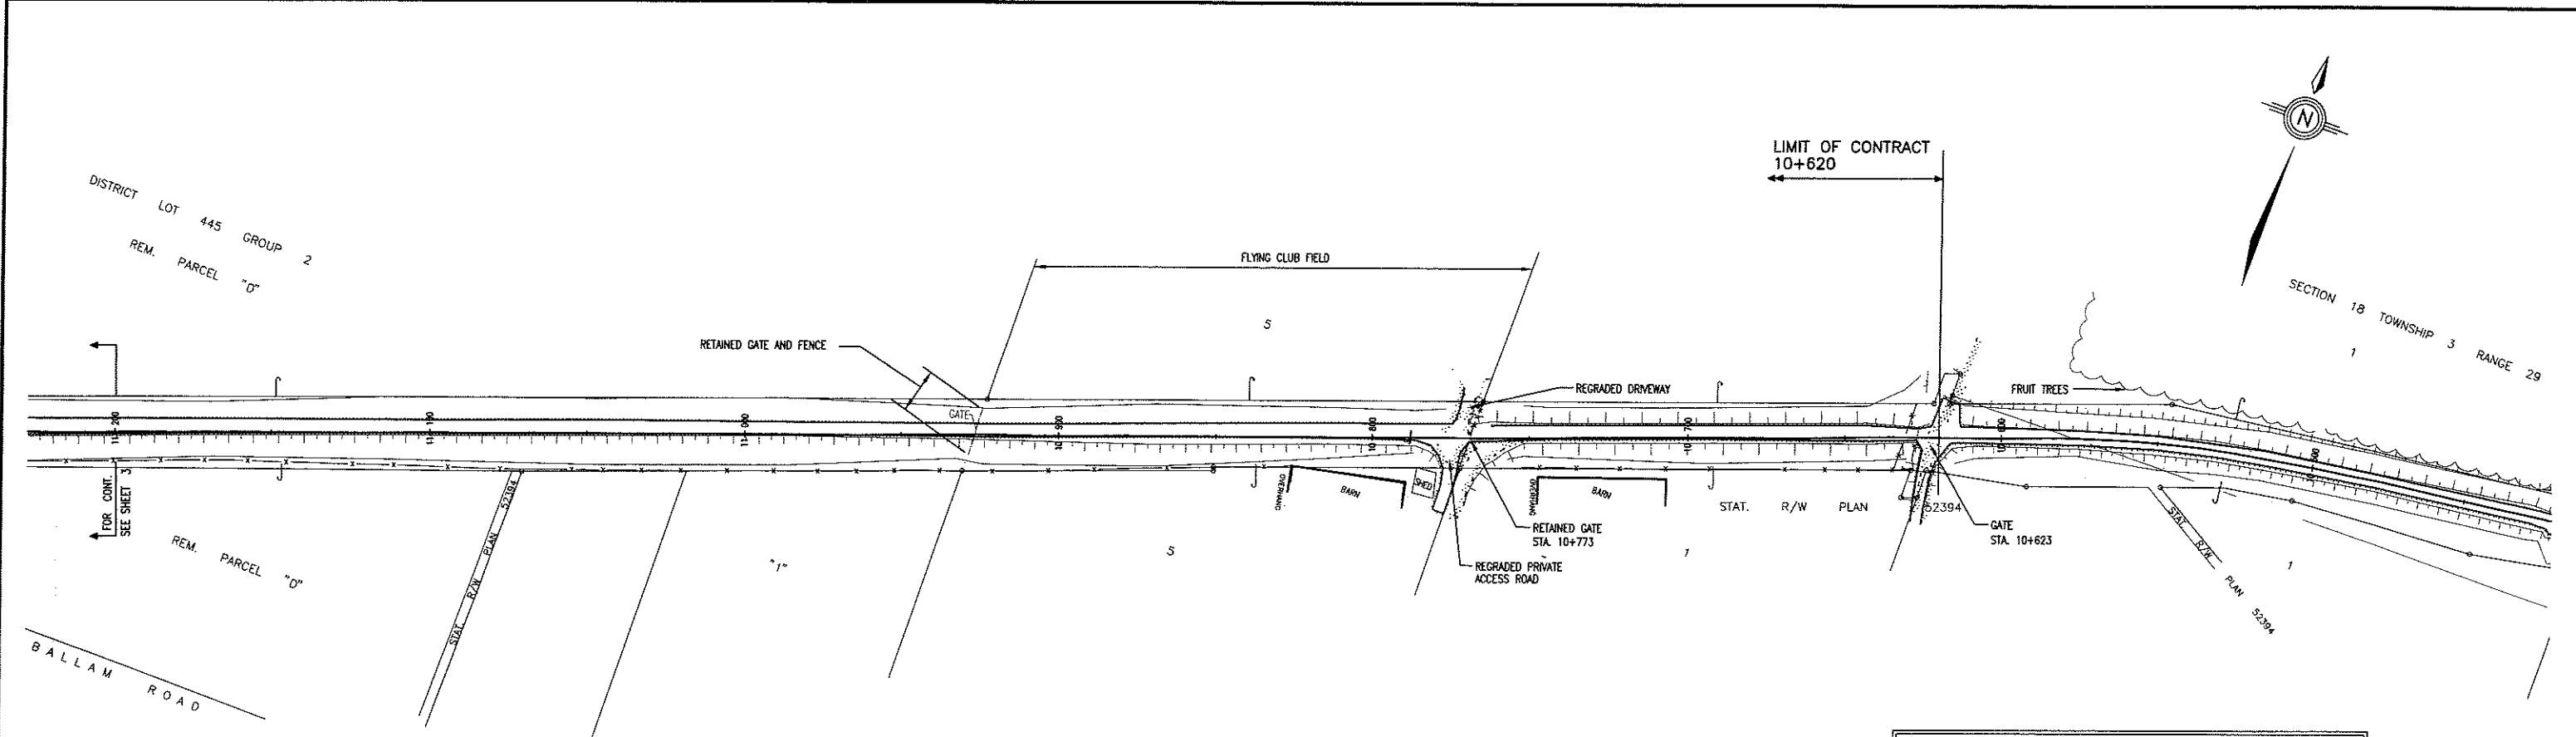 LIMIT OF CONTRACT
10+620
N
DISTRICT LOT 445 GROUP 2
REM. PARCEL "D"
FLYING CLUB FIELD
5
SECTION 18 TOWNSHIP 3 RANGE 29
1
RETAINED GATE AND FENCE
REGRADED DRIVEWAY
FRUIT TREES
GATE
11+200
11+100
11+000
10+900
10+800
10+700
10+600
FOR CONT.
SEE SHEET 3
OVERHANG
BARN
SHED
OVERHANG
BARN
STAT. R/W PLAN 52394
STAT. R/W PLAN 52394
RETAINED GATE
STA. 10+773
GATE
STA. 10+623
REM. PARCEL "D"
"1"
5
1
REGRADED PRIVATE
ACCESS ROAD
STAT. R/W PLAN 52394
1
BALLAM ROAD